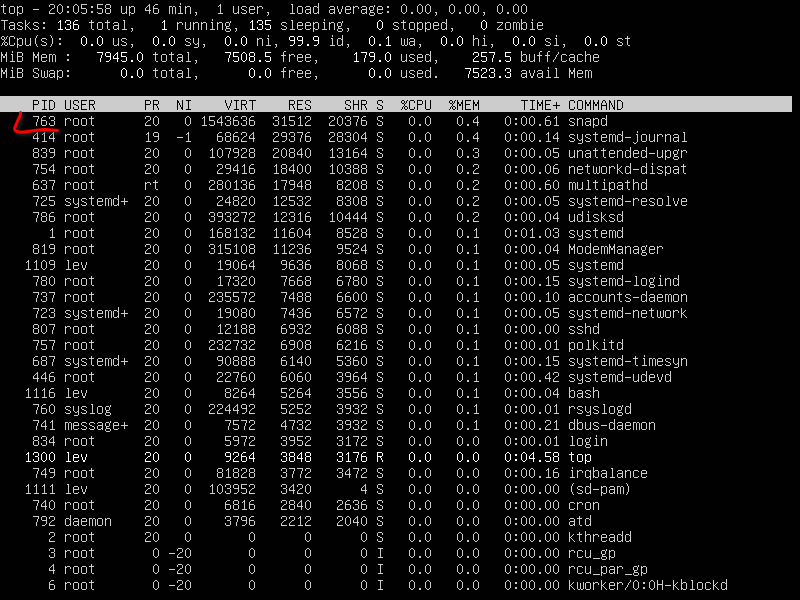 top - 20:05:58 up 46 min,  1 user,  load average: 0.00, 0.00, 0.00
Tasks: 136 total,   1 running, 135 sleeping,   0 stopped,   0 zombie
%Cpu(s):  0.0 us,  0.0 sy,  0.0 ni, 99.9 id,  0.1 wa,  0.0 hi,  0.0 si,  0.0 st
MiB Mem :   7945.0 total,   7508.5 free,    179.0 used,    257.5 buff/cache
MiB Swap:      0.0 total,      0.0 free,      0.0 used.   7523.3 avail Mem
PID USER      PR  NI    VIRT    RES    SHR S  %CPU  %MEM     TIME+ COMMAND
763 root      20   0 1543636  31512  20376 S   0.0   0.4   0:00.61 snapd
414 root      19  -1   68624  29376  28304 S   0.0   0.4   0:00.14 systemd-journal
839 root      20   0  107928  20840  13164 S   0.0   0.3   0:00.05 unattended-upgr
754 root      20   0   29416  18400  10388 S   0.0   0.2   0:00.06 networkd-dispat
637 root      rt   0  280136  17948   8208 S   0.0   0.2   0:00.60 multipathd
725 systemd+  20   0   24820  12532   8308 S   0.0   0.2   0:00.05 systemd-resolve
786 root      20   0  393272  12316  10444 S   0.0   0.2   0:00.04 udisksd
1 root      20   0  168132  11604   8528 S   0.0   0.1   0:01.03 systemd
819 root      20   0  315108  11236   9524 S   0.0   0.1   0:00.04 ModemManager
1109 lev       20   0   19064   9636   8068 S   0.0   0.1   0:00.05 systemd
780 root      20   0   17320   7668   6780 S   0.0   0.1   0:00.15 systemd-logind
737 root      20   0  235572   7488   6600 S   0.0   0.1   0:00.10 accounts-daemon
723 systemd+  20   0   19080   7436   6572 S   0.0   0.1   0:00.05 systemd-network
807 root      20   0   12188   6932   6088 S   0.0   0.1   0:00.00 sshd
757 root      20   0  232732   6908   6216 S   0.0   0.1   0:00.01 polkitd
687 systemd+  20   0   90888   6140   5360 S   0.0   0.1   0:00.15 systemd-timesyn
446 root      20   0   22760   6060   3964 S   0.0   0.1   0:00.42 systemd-udevd
1116 lev       20   0    8264   5264   3556 S   0.0   0.1   0:00.04 bash
760 syslog    20   0  224492   5252   3932 S   0.0   0.1   0:00.01 rsyslogd
741 message+  20   0    7572   4732   3932 S   0.0   0.1   0:00.21 dbus-daemon
834 root      20   0    5972   3952   3172 S   0.0   0.0   0:00.01 login
1300 lev       20   0    9264   3848   3176 R   0.0   0.0   0:04.58 top
749 root      20   0   81828   3772   3472 S   0.0   0.0   0:00.16 irqbalance
1111 lev       20   0  103952   3420      4 S   0.0   0.0   0:00.00 (sd-pam)
740 root      20   0    6816   2840   2636 S   0.0   0.0   0:00.00 cron
792 daemon    20   0    3796   2212   2040 S   0.0   0.0   0:00.00 atd
2 root      20   0       0      0      0 S   0.0   0.0   0:00.00 kthreadd
3 root       0 -20       0      0      0 I   0.0   0.0   0:00.00 rcu_gp
4 root       0 -20       0      0      0 I   0.0   0.0   0:00.00 rcu_par_gp
6 root       0 -20       0      0      0 I   0.0   0.0   0:00.00 kworker/0:0H-kblockd